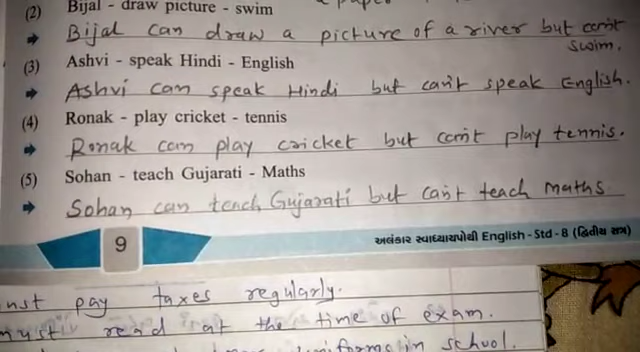 (2) Bijal - draw picture - swim
Bijal can draw a picture of a river but can't
swim.
(3) Ashvi - speak Hindi - English
Ashvi can speak Hindi but can't speak English.
(4) Ronak - play cricket - tennis
Ronak can play cricket but can't play tennis.
(5) Sohan - teach Gujarati - Maths
Sohan can teach Gujarati but can't teach maths
9
અલંકાર સ્વાધ્યાયપોથી English - Std - 8 (દ્વિતીય સત્ર)
pay taxes regularly.
must read at the time of exam.
in school.